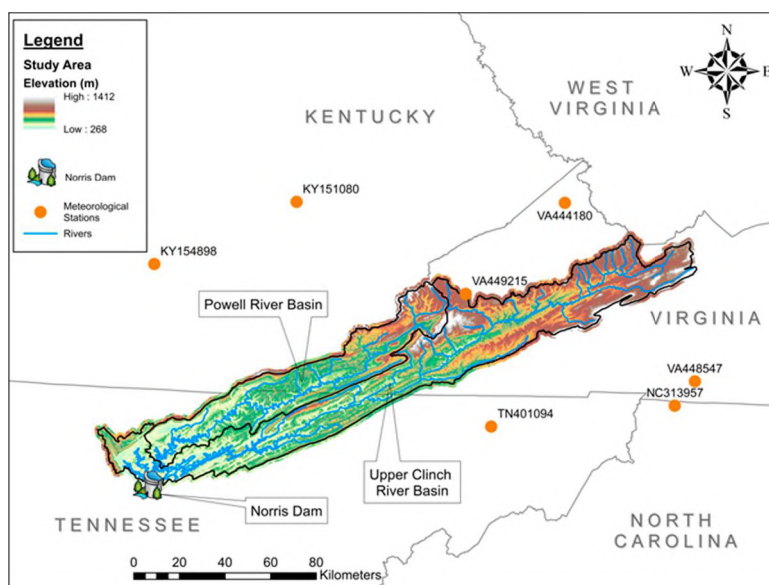 Legend
Study Area
Elevation (m)
High : 1412
Low : 268
Norris Dam
Meteorological
Stations
Rivers
N
W
E
S
WEST
VIRGINIA
KENTUCKY
KY151080
VA444180
KY154898
VA449215
Powell River Basin
VIRGINIA
VA448547
NC313957
TN401094
Upper Clinch
River Basin
Norris Dam
TENNESSEE
NORTH
CAROLINA
0 20 40 60 80
Kilometers